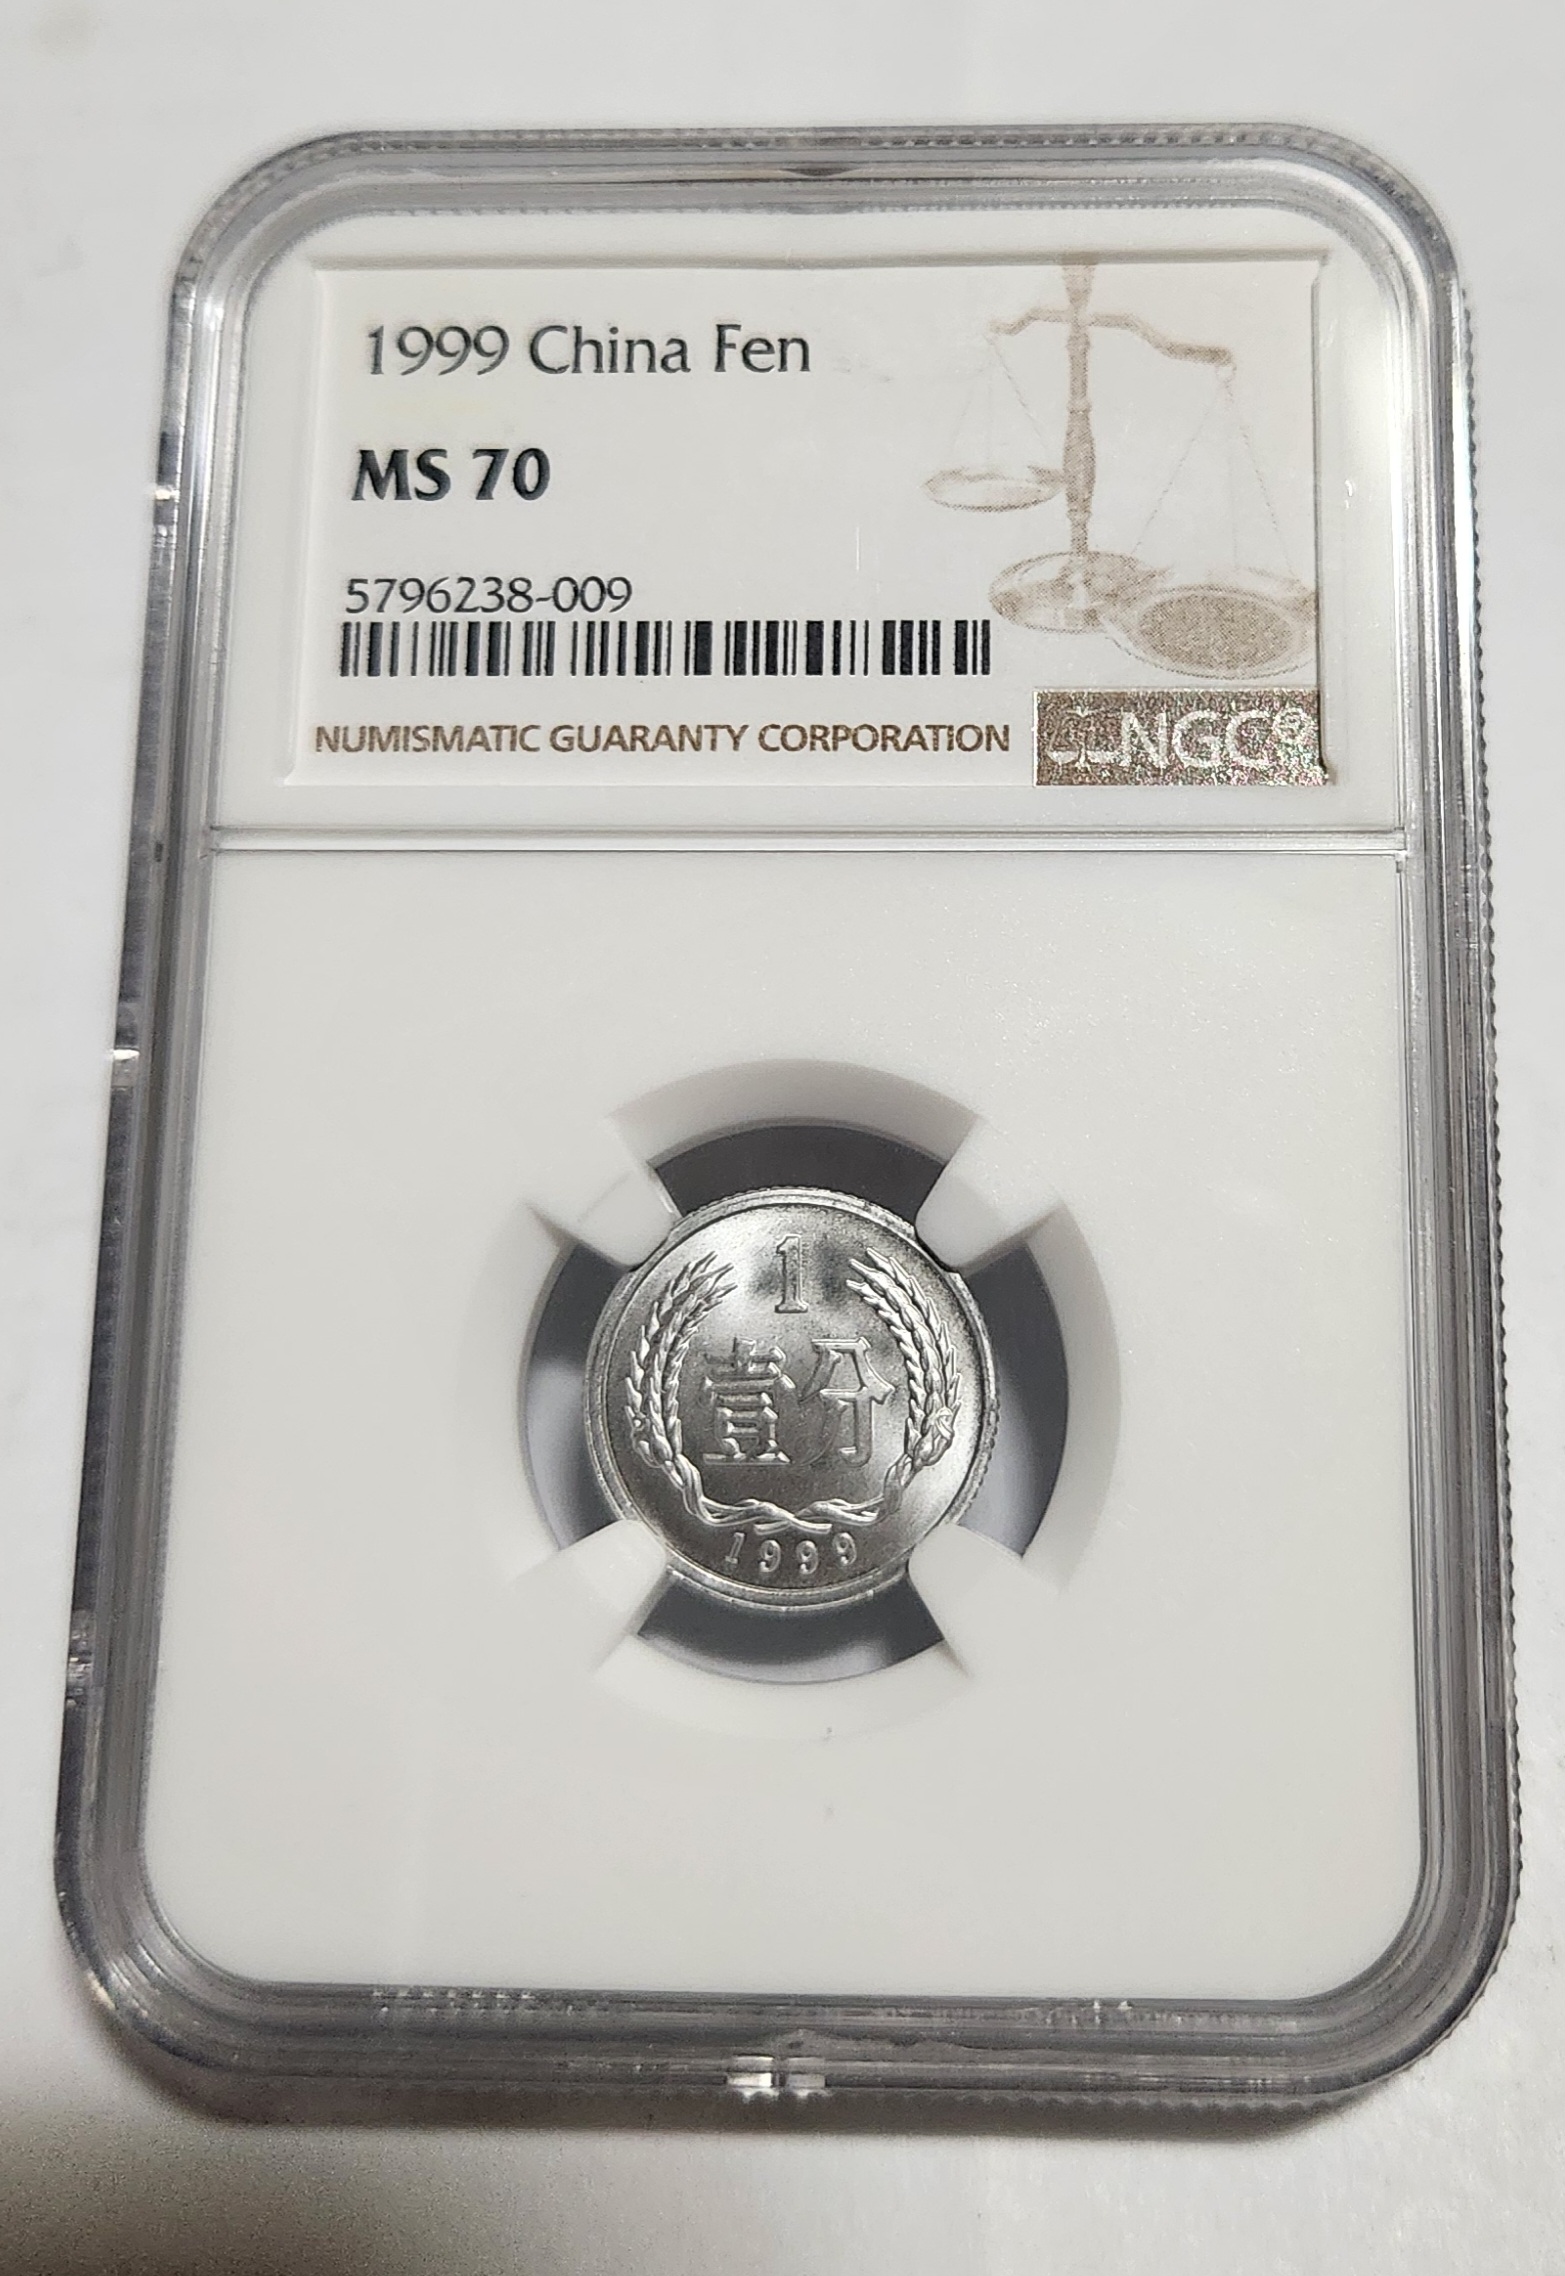 1999 China Fen
MS 70
5796238-009
NUMISMATIC GUARANTY CORPORATION
NGC®
1
壹分
1999